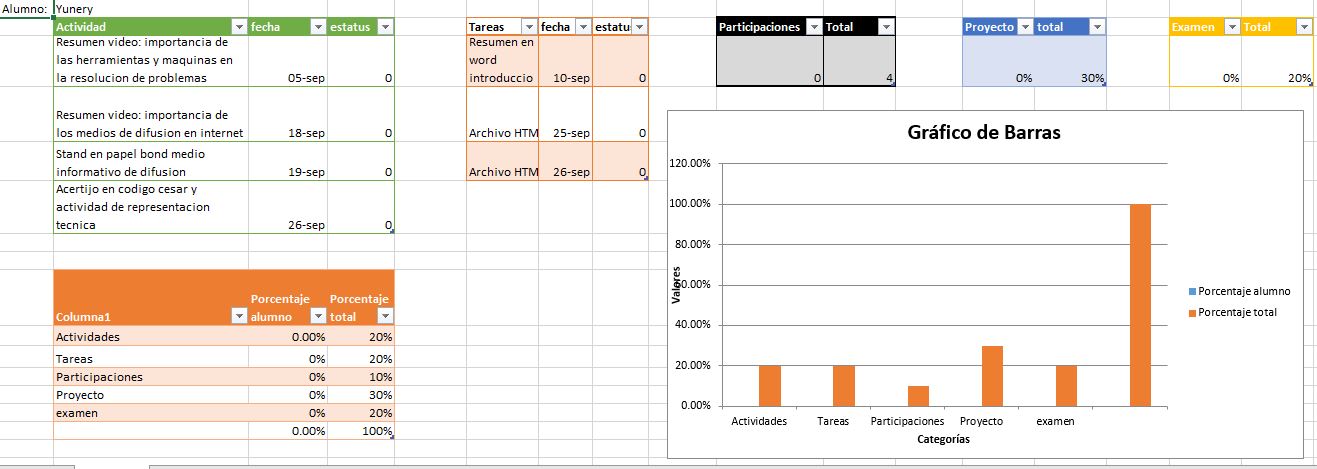 Alumno: Yunery
Actividad fecha estatus
Resumen video: importancia de
las herramientas y maquinas en
la resolucion de problemas 05-sep 0
Resumen video: importancia de
los medios de difusion en internet 18-sep 0
Stand en papel bond medio
informativo de difusion 19-sep 0
Acertijo en codigo cesar y
actividad de representacion
tecnica 26-sep 0
Tareas fecha estatu
Resumen en
word
introduccio 10-sep 0
Archivo HTM 25-sep 0
Archivo HTM 26-sep 0
Participaciones Total
0 4
Proyecto total
0% 30%
Examen Total
0% 20%
Columna1 Porcentaje alumno Porcentaje total
Actividades 0.00% 20%
Tareas 0% 20%
Participaciones 0% 10%
Proyecto 0% 30%
examen 0% 20%
0.00% 100%
Gráfico de Barras
120.00%
100.00%
80.00%
60.00%
40.00%
20.00%
0.00%
Valores
Actividades Tareas Participaciones Proyecto examen
Categorías
Porcentaje alumno
Porcentaje total